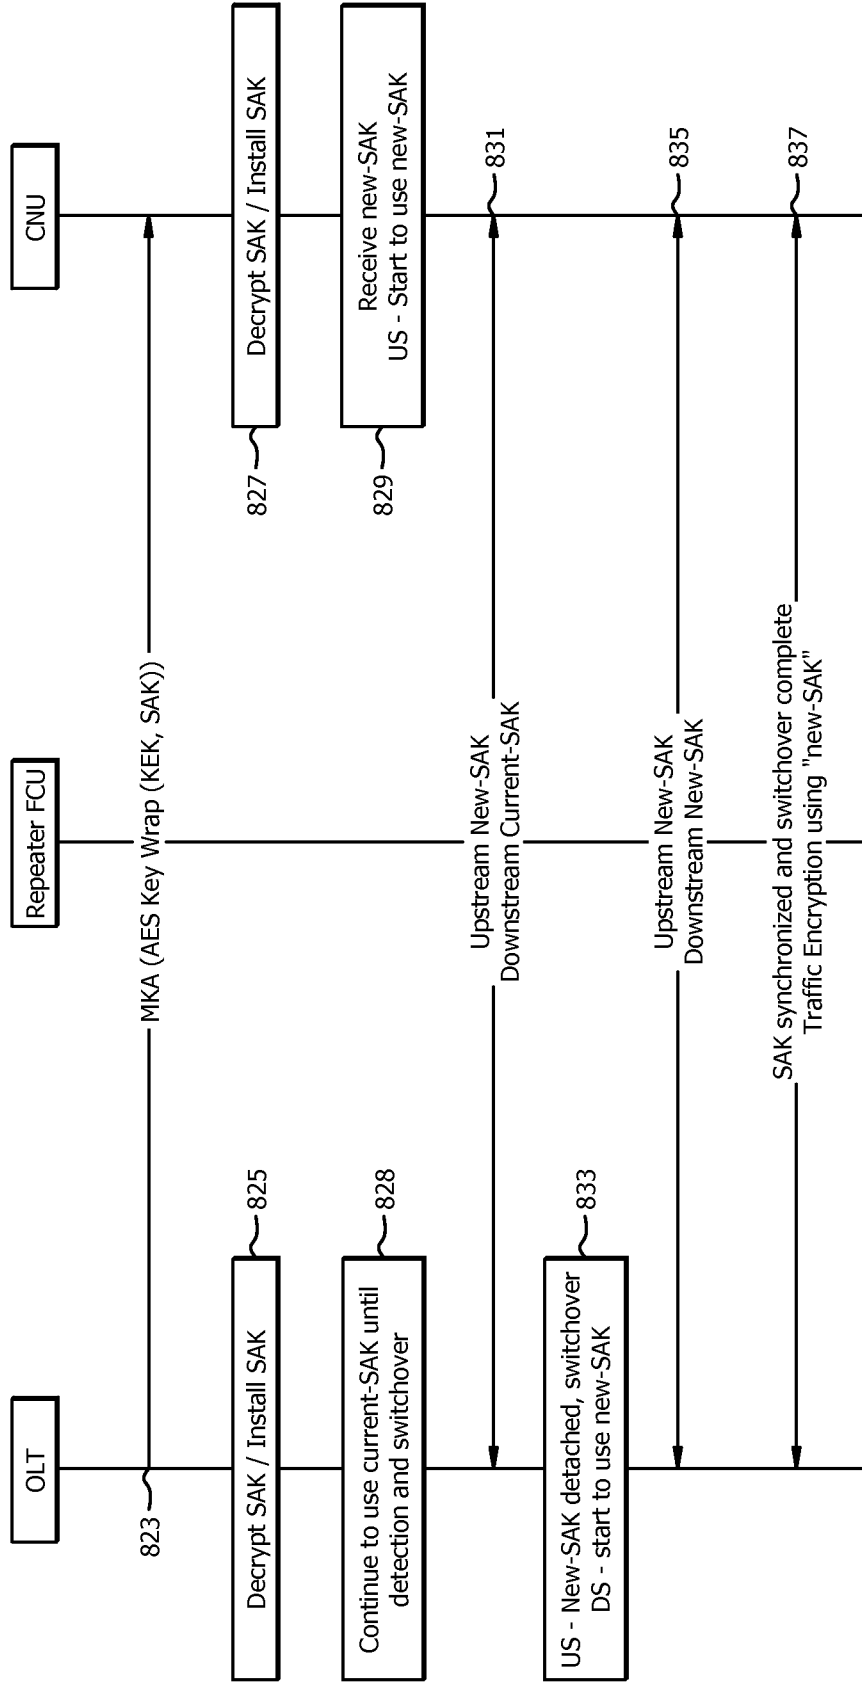 OLT
Repeater FCU
CNU
823
MKA (AES Key Wrap (KEK, SAK))
Decrypt SAK / Install SAK
825
827
Decrypt SAK / Install SAK
Continue to use current-SAK until
detection and switchover
828
829
Receive new-SAK
US - Start to use new-SAK
Upstream New-SAK
Downstream Current-SAK
831
US - New-SAK detached, switchover
DS - start to use new-SAK
833
Upstream New-SAK
Downstream New-SAK
835
SAK synchronized and switchover complete
Traffic Encryption using "new-SAK"
837